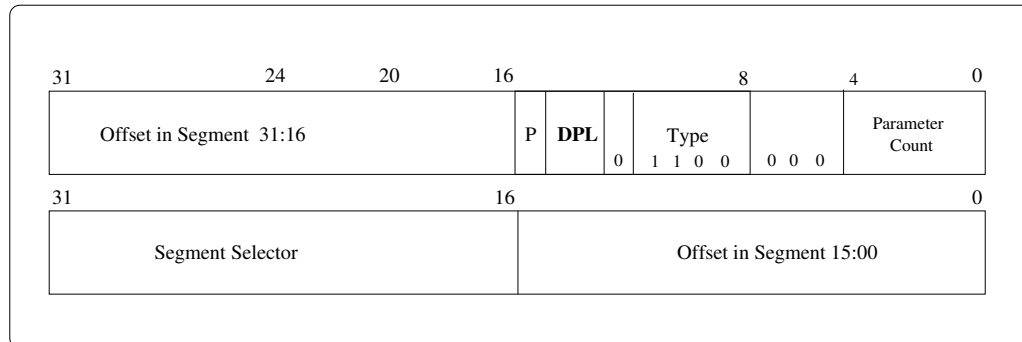 31 24 20 16 8 4 0
Offset in Segment 31:16 P DPL 0 Type 1 1 0 0 0 0 0 Parameter Count
31 16 0
Segment Selector Offset in Segment 15:00